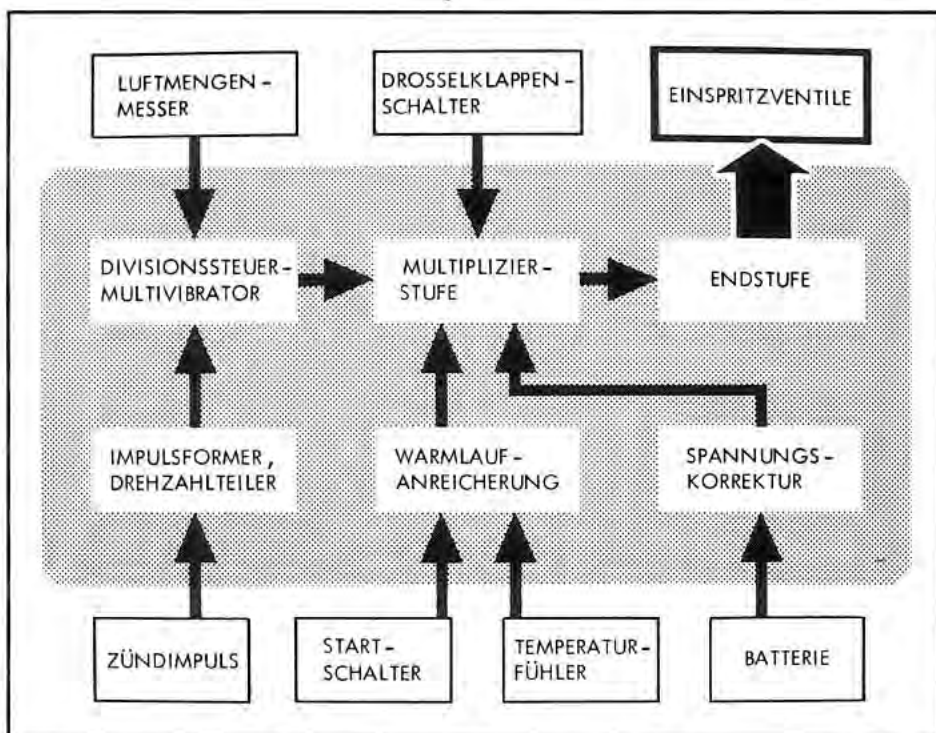 LUFTMENGEN-
MESSER
DROSSELKLAPPEN-
SCHALTER
EINSPRITZVENTILE
DIVISIONSSTEUER-
MULTIVIBRATOR
MULTIPLIZIER-
STUFE
ENDSTUFE
IMPULSFORMER,
DREHZAHLTEILER
WARMLAUF-
ANREICHERUNG
SPANNUNGS-
KORREKTUR
ZÜNDIMPULS
START-
SCHALTER
TEMPERATUR-
FÜHLER
BATTERIE